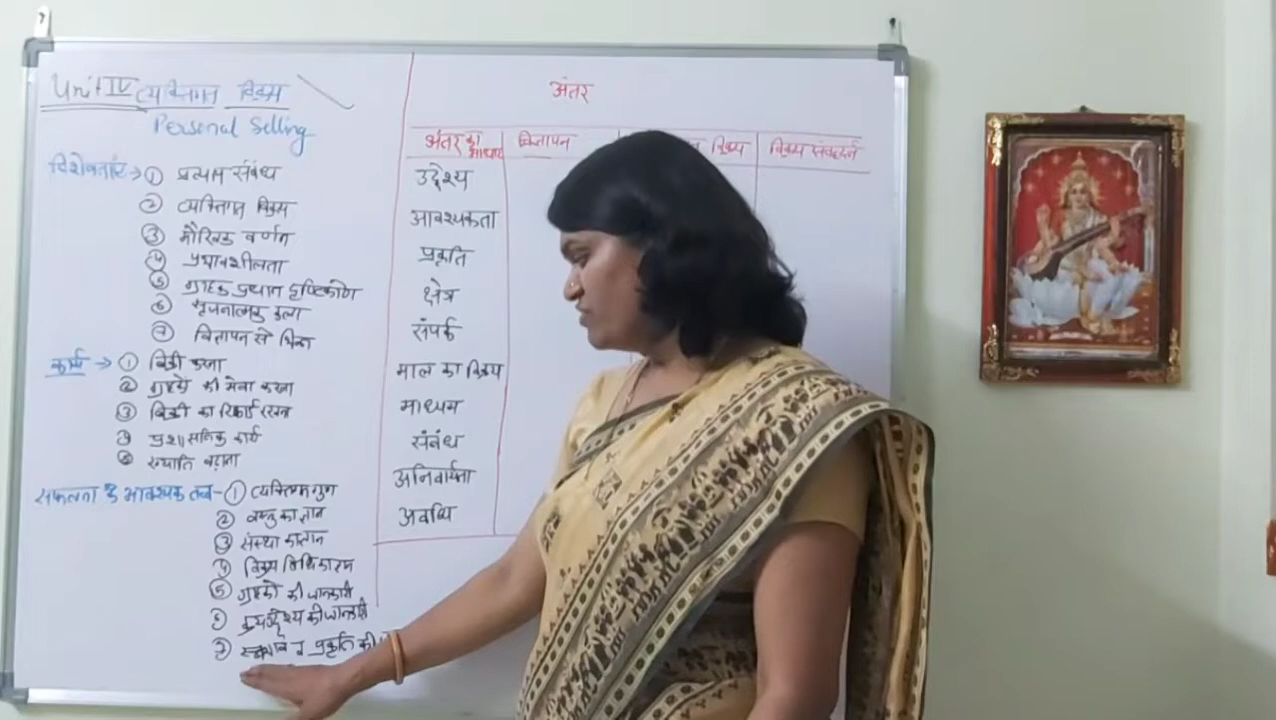 Unit IV व्यक्तिगत विक्रय
Personal Selling
विशेषताएं → ① प्रत्यक्ष संबंध
② व्यक्तिगत विक्रय
③ मौखिक वर्णन
④ प्रभावशीलता
⑤ ग्राहक प्रधान दृष्टिकोण
⑥ सृजनात्मक कला
⑦ विज्ञापन से भिन्न
कार्य → ① बिक्री करना
② ग्राहको की सेवा करना
③ बिक्री का रिकार्ड रखना
④ प्रशासनिक कार्य
⑤ ख्याति बढ़ाना
सफलता के आवश्यक तत्व - ① व्यक्तिगत गुण
② वस्तु का ज्ञान
③ संस्था का ज्ञान
④ विक्रय विधि का ज्ञान
⑤ ग्राहको की जानकारी
⑥ क्रय उद्देश्य की जानकारी
⑦ स्वभाव व प्रकृति की
अंतर
अंतर का आधार विज्ञापन विक्रय विक्रय संवर्द्धन
उद्देश्य
आवश्यकता
प्रकृति
क्षेत्र
संपर्क
माल का विक्रय
माध्यम
संबंध
अनिवार्यता
अवधि